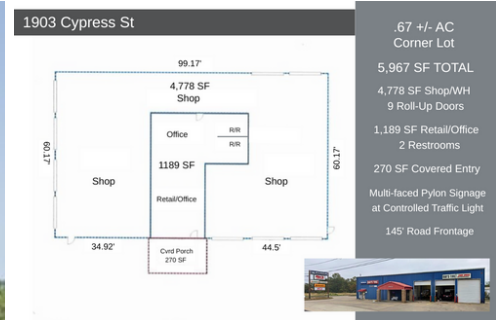 1903 Cypress St
99.17'
4,778 SF
Shop
Office
R/R
R/R
60.17'
60.17'
1189 SF
Shop
Shop
Retail/Office
34.92'
44.5'
Cvrd Porch
270 SF
.67 +/- AC
Corner Lot
5,967 SF TOTAL
4,778 SF Shop/WH
9 Roll-Up Doors
1,189 SF Retail/Office
2 Restrooms
270 SF Covered Entry
Multi-faced Pylon Signage
at Controlled Traffic Light
145' Road Frontage